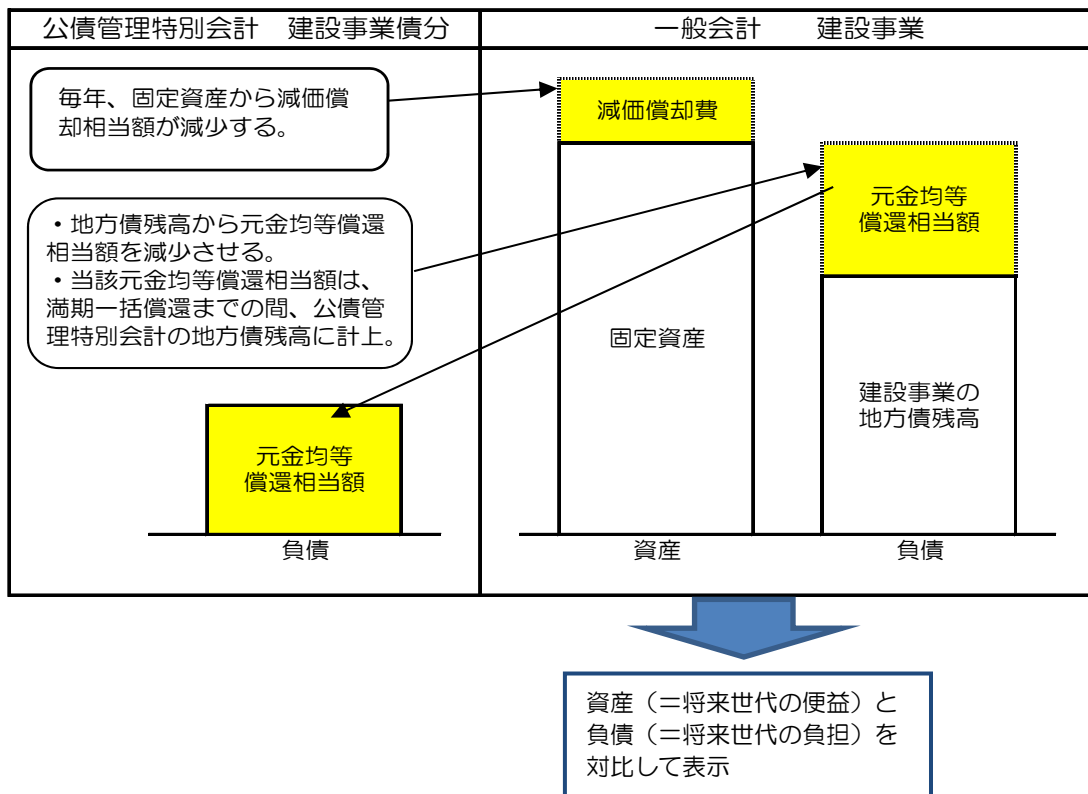 公債管理特別会計　建設事業債分
一般会計　　建設事業
毎年、固定資産から減価償
却相当額が減少する。
・地方債残高から元金均等償還
相当額を減少させる。
・当該元金均等償還相当額は、
満期一括償還までの間、公債管
理特別会計の地方債残高に計上。
元金均等
償還相当額
負債
減価償却費
固定資産
資産
元金均等
償還相当額
建設事業の
地方債残高
負債
資産（＝将来世代の便益）と
負債（＝将来世代の負担）を
対比して表示